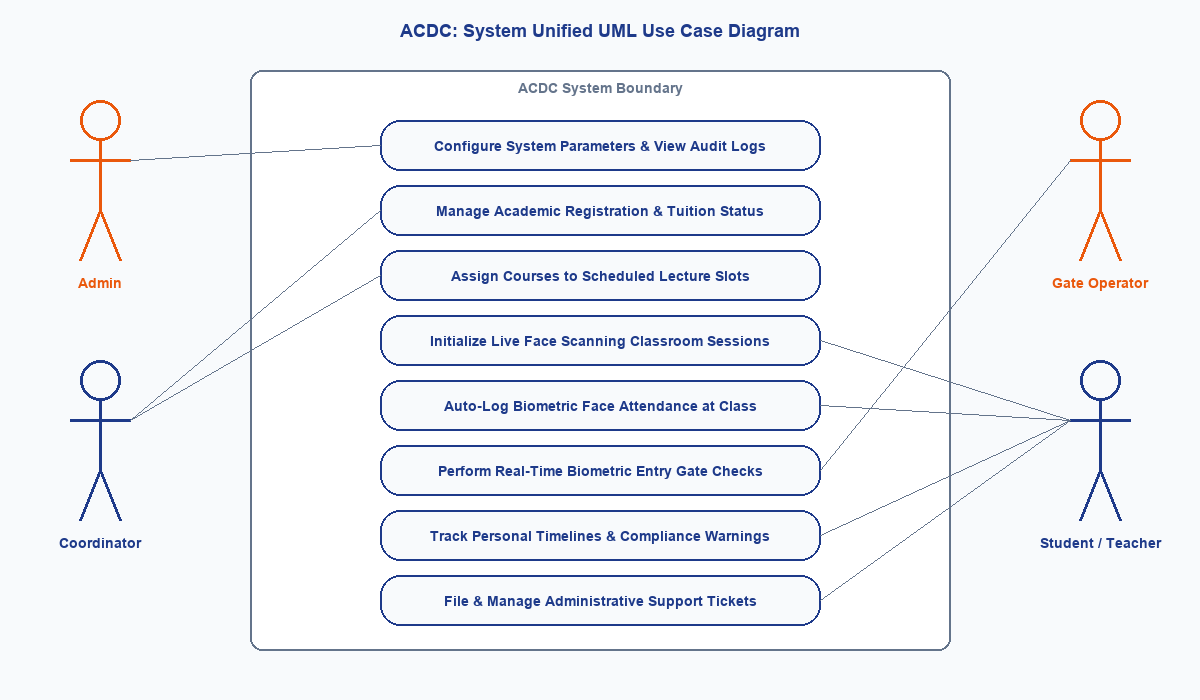 ACDC: System Unified UML Use Case Diagram
ACDC System Boundary
Configure System Parameters & View Audit Logs
Manage Academic Registration & Tuition Status
Assign Courses to Scheduled Lecture Slots
Initialize Live Face Scanning Classroom Sessions
Auto-Log Biometric Face Attendance at Class
Perform Real-Time Biometric Entry Gate Checks
Track Personal Timelines & Compliance Warnings
File & Manage Administrative Support Tickets
Admin
Coordinator
Gate Operator
Student / Teacher